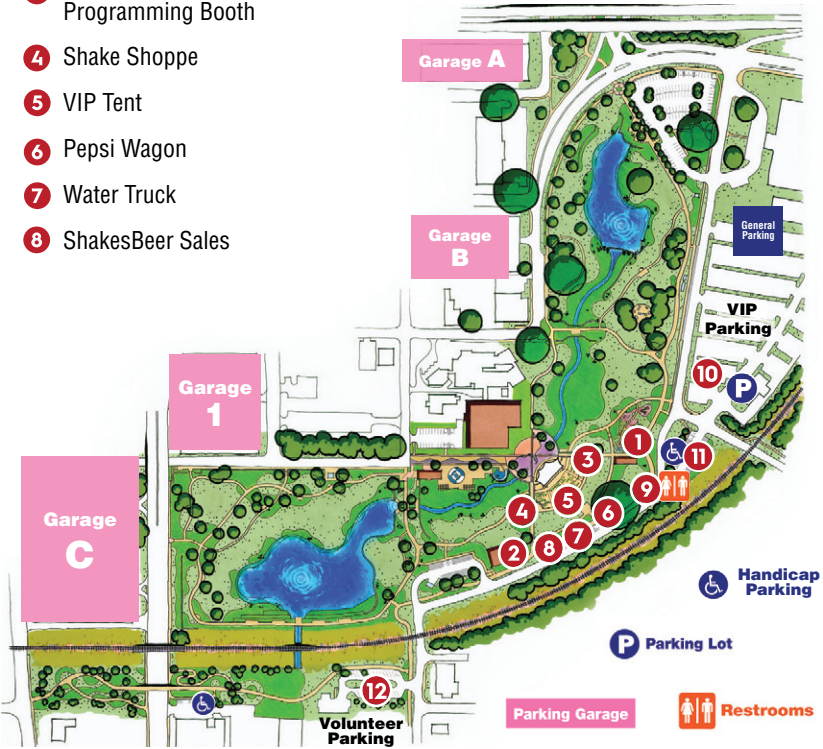 Programming Booth
4 Shake Shoppe
5 VIP Tent
6 Pepsi Wagon
7 Water Truck
8 ShakesBeer Sales
Garage A
Garage
B
General
Parking
VIP
Parking
10
P
Garage
1
1
3
11
9
Garage
C
4
5
6
7
2
8
Handicap
Parking
P Parking Lot
12
Volunteer
Parking
Parking Garage
Restrooms